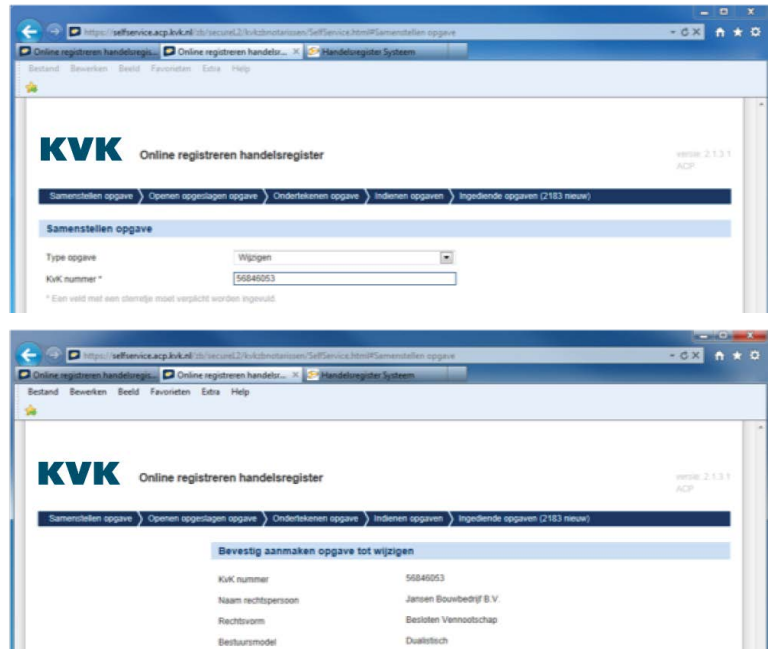 https://selfservice.acp.kvk.nl/zb/secureL2/kvkzbnotarissen/SelfService.html#Samenstellen opgave
Online registreren handelsregis... Online registreren handelsr... Handelsregister Systeem
Bestand Bewerken Beeld Favorieten Extra Help
KVK Online registreren handelsregister
versie: 2.1.3.1
ACP
Samenstellen opgave Openen opgeslagen opgave Ondertekenen opgave Indienen opgaven Ingediende opgaven (2183 nieuw)
Samenstellen opgave
Type opgave Wijzigen
KvK nummer * 56846053
* Een veld met een sterretje moet verplicht worden ingevuld.
https://selfservice.acp.kvk.nl/zb/secureL2/kvkzbnotarissen/SelfService.html#Samenstellen opgave
Online registreren handelsregis... Online registreren handelsr... Handelsregister Systeem
Bestand Bewerken Beeld Favorieten Extra Help
KVK Online registreren handelsregister
versie: 2.1.3.1
ACP
Samenstellen opgave Openen opgeslagen opgave Ondertekenen opgave Indienen opgaven Ingediende opgaven (2183 nieuw)
Bevestig aanmaken opgave tot wijzigen
KvK nummer 56846053
Naam rechtspersoon Jansen Bouwbedrijf B.V.
Rechtsvorm Besloten Vennootschap
Bestuursmodel Dualistisch